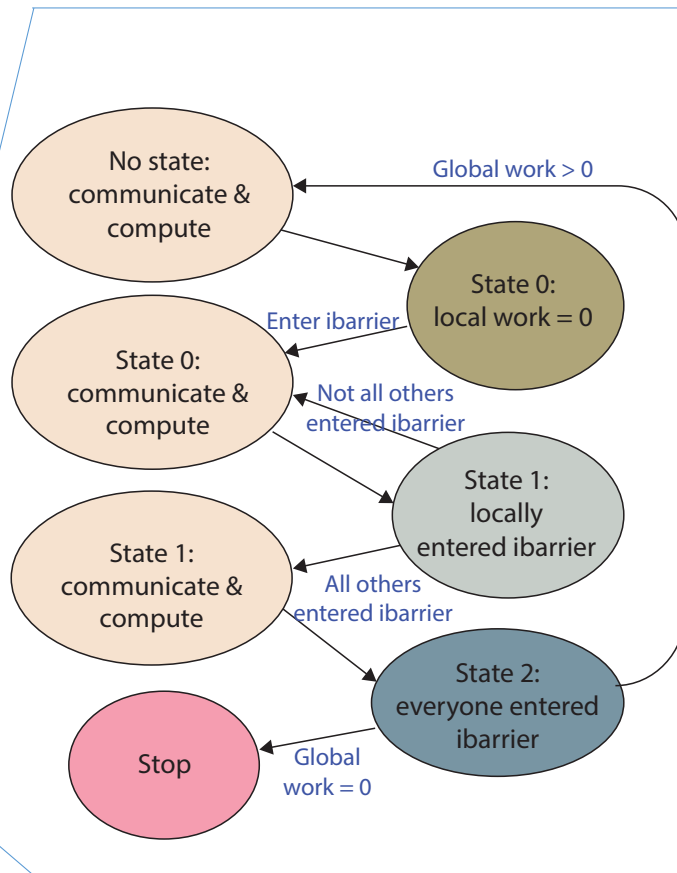 No state:
communicate &
compute
Global work > 0
State 0:
local work = 0
Enter ibarrier
State 0:
communicate &
compute
Not all others
entered ibarrier
State 1:
locally
entered ibarrier
State 1:
communicate &
compute
All others
entered ibarrier
State 2:
everyone entered
ibarrier
Stop
Global
work = 0